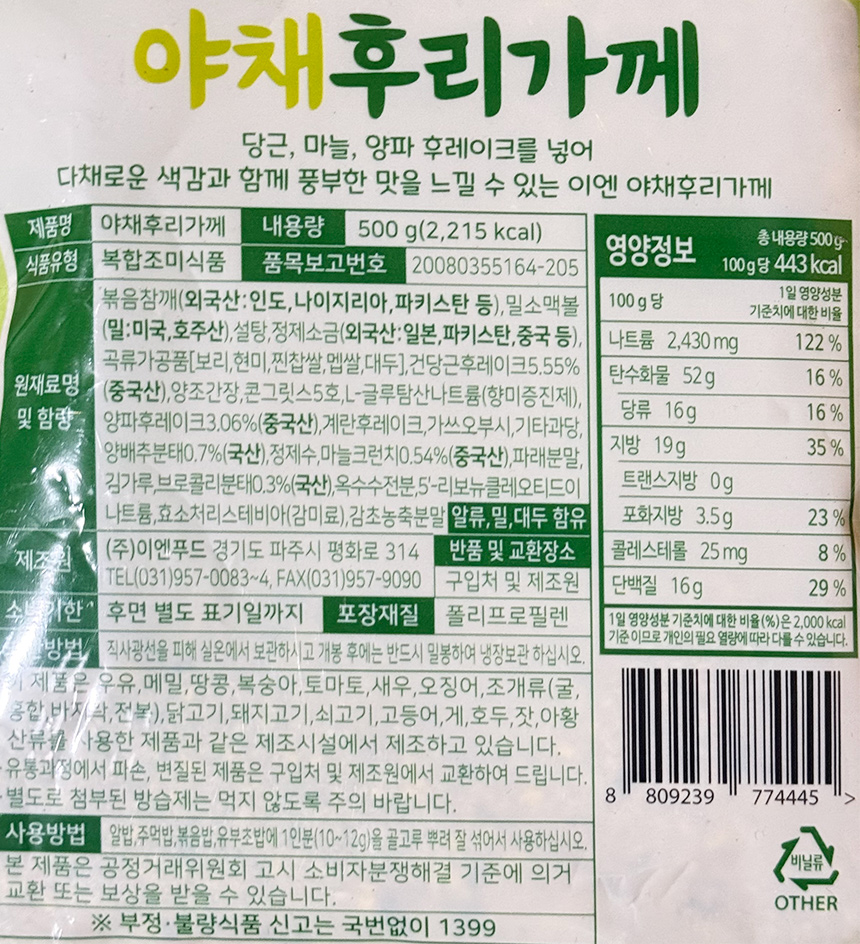 야채후리가께
당근, 마늘, 양파 후레이크를 넣어
다채로운 색감과 함께 풍부한 맛을 느낄 수 있는 이엔 야채후리가께
제품명 야채후리가께 내용량 500 g(2,215 kcal)
식품유형 복합조미식품 품목보고번호 20080355164-205
원재료명 및 함량
볶음참깨(외국산:인도,나이지리아,파키스탄 등),밀소맥볼
(밀:미국,호주산),설탕,정제소금(외국산:일본,파키스탄,중국 등),
곡류가공품[보리,현미,찐찹쌀,멥쌀,대두],건당근후레이크5.55%
(중국산),양조간장,콘그릿스5호,L-글루탐산나트륨(향미증진제),
양파후레이크3.06%(중국산),계란후레이크,가쓰오부시,기타과당,
양배추분태0.7%(국산),정제수,마늘크런치0.54%(중국산),파래분말,
김가루,브로콜리분태0.3%(국산),옥수수전분,5'-리보뉴클레오티드이
나트륨,효소처리스테비아(감미료),감초농축분말 알류,밀,대두 함유
제조원 (주)이엔푸드 경기도 파주시 평화로 314 반품 및 교환장소
TEL(031)957-0083~4, FAX(031)957-9090 구입처 및 제조원
후면 별도 표기일까지 포장재질 폴리프로필렌
방법 직사광선을 피해 실온에서 보관하시고 개봉 후에는 반드시 밀봉하여 냉장보관 하십시오.
제품은 우유,메밀,땅콩,복숭아,토마토,새우,오징어,조개류(굴,
홍합,바지락,전복),닭고기,돼지고기,쇠고기,고등어,게,호두,잣,아황
산류를 사용한 제품과 같은 제조시설에서 제조하고 있습니다.
유통과정에서 파손, 변질된 제품은 구입처 및 제조원에서 교환하여 드립니다.
별도로 첨부된 방습제는 먹지 않도록 주의 바랍니다.
사용방법 알밥,주먹밥,볶음밥,유부초밥에 1인분(10~12g)을 골고루 뿌려 잘 섞어서 사용하십시오.
본 제품은 공정거래위원회 고시 소비자분쟁해결 기준에 의거
교환 또는 보상을 받을 수 있습니다.
※ 부정·불량식품 신고는 국번없이 1399
영양정보 총 내용량 500 g
100 g당 443 kcal
100 g 당 1일 영양성분 기준치에 대한 비율
나트륨 2,430 mg 122 %
탄수화물 52 g 16 %
당류 16 g 16 %
지방 19 g 35 %
트랜스지방 0 g
포화지방 3.5 g 23 %
콜레스테롤 25 mg 8 %
단백질 16 g 29 %
1일 영양성분 기준치에 대한 비율(%)은 2,000 kcal
기준 이므로 개인의 필요 열량에 따라 다를 수 있습니다.
8 809239 774445 >
비닐류
OTHER